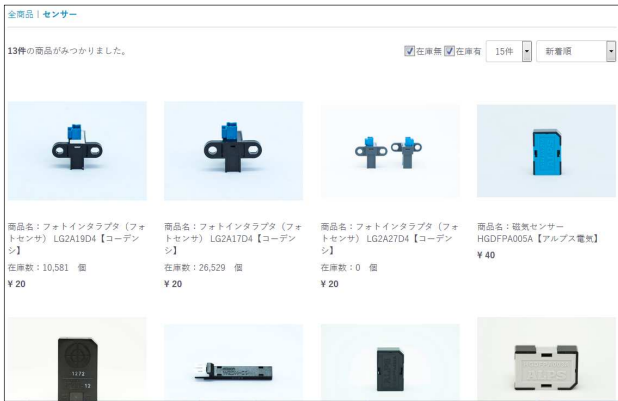 全商品 | センサー
13件の商品がみつかりました。
在庫無 在庫有 15件 新着順
商品名：フォトインタラプタ（フォ
トセンサ） LG2A19D4【コーデン
シ】
在庫数：10,581 個
¥ 20
商品名：フォトインタラプタ（フォ
トセンサ） LG2A17D4【コーデン
シ】
在庫数：26,529 個
¥ 20
商品名：フォトインタラプタ（フォ
トセンサ） LG2A27D4【コーデン
シ】
在庫数：0 個
¥ 20
商品名：磁気センサー
HGDFPA005A【アルプス電気】
¥ 40
1272
12
ALPS